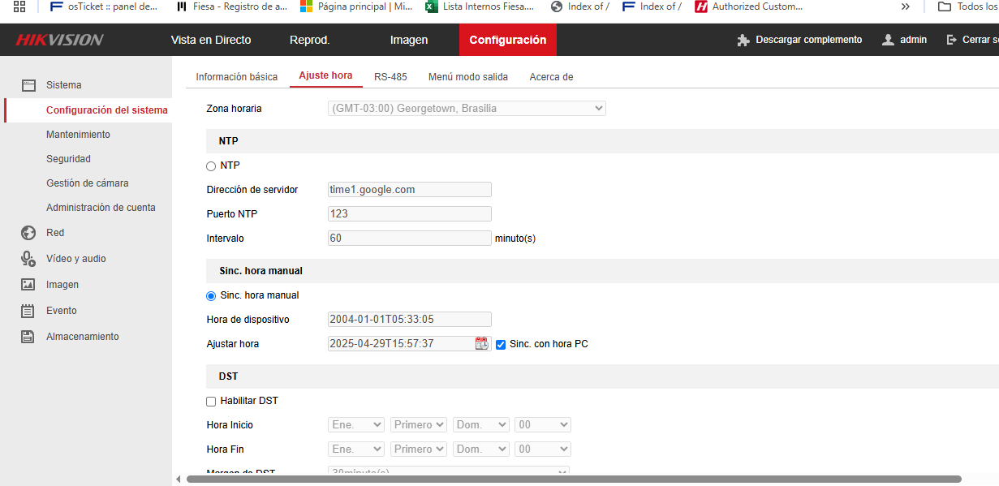 osTicket :: panel de... Fiesa - Registro de a... Página principal | Mi... Lista Internos Fiesa.... Index of / Index of / Authorized Custom... » Todos los
HIKVISION Vista en Directo Reprod. Imagen Configuración Descargar complemento admin Cerrar s
Sistema
Configuración del sistema
Mantenimiento
Seguridad
Gestión de cámara
Administración de cuenta
Red
Vídeo y audio
Imagen
Evento
Almacenamiento
Información básica Ajuste hora RS-485 Menú modo salida Acerca de
Zona horaria (GMT-03:00) Georgetown, Brasilia
NTP
NTP
Dirección de servidor time1.google.com
Puerto NTP 123
Intervalo 60 minuto(s)
Sinc. hora manual
Sinc. hora manual
Hora de dispositivo 2004-01-01T05:33:05
Ajustar hora 2025-04-29T15:57:37 Sinc. con hora PC
DST
Habilitar DST
Hora Inicio Ene. Primero Dom. 00
Hora Fin Ene. Primero Dom. 00
Margen de DST 30minuto(s)